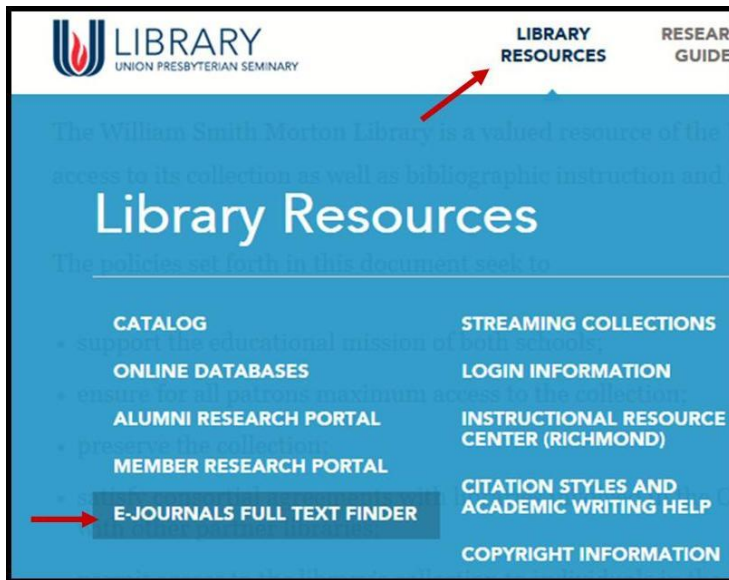 LIBRARY
UNION PRESBYTERIAN SEMINARY
LIBRARY
RESOURCES
RESEAR
GUIDE
The William Smith Morton Library is a valued resource of the
access to its collection as well as bibliographic instruction and
Library Resources
The policies set forth in this document seek to
CATALOG
ONLINE DATABASES
ALUMNI RESEARCH PORTAL
MEMBER RESEARCH PORTAL
E-JOURNALS FULL TEXT FINDER
STREAMING COLLECTIONS
LOGIN INFORMATION
INSTRUCTIONAL RESOURCE
CENTER (RICHMOND)
CITATION STYLES AND
ACADEMIC WRITING HELP
COPYRIGHT INFORMATION
• support the educational mission of both schools;
• ensure for all patrons maximum access to the collection;
• preserve the collection;
• satisfy consortial agreements with
with other partner libraries;